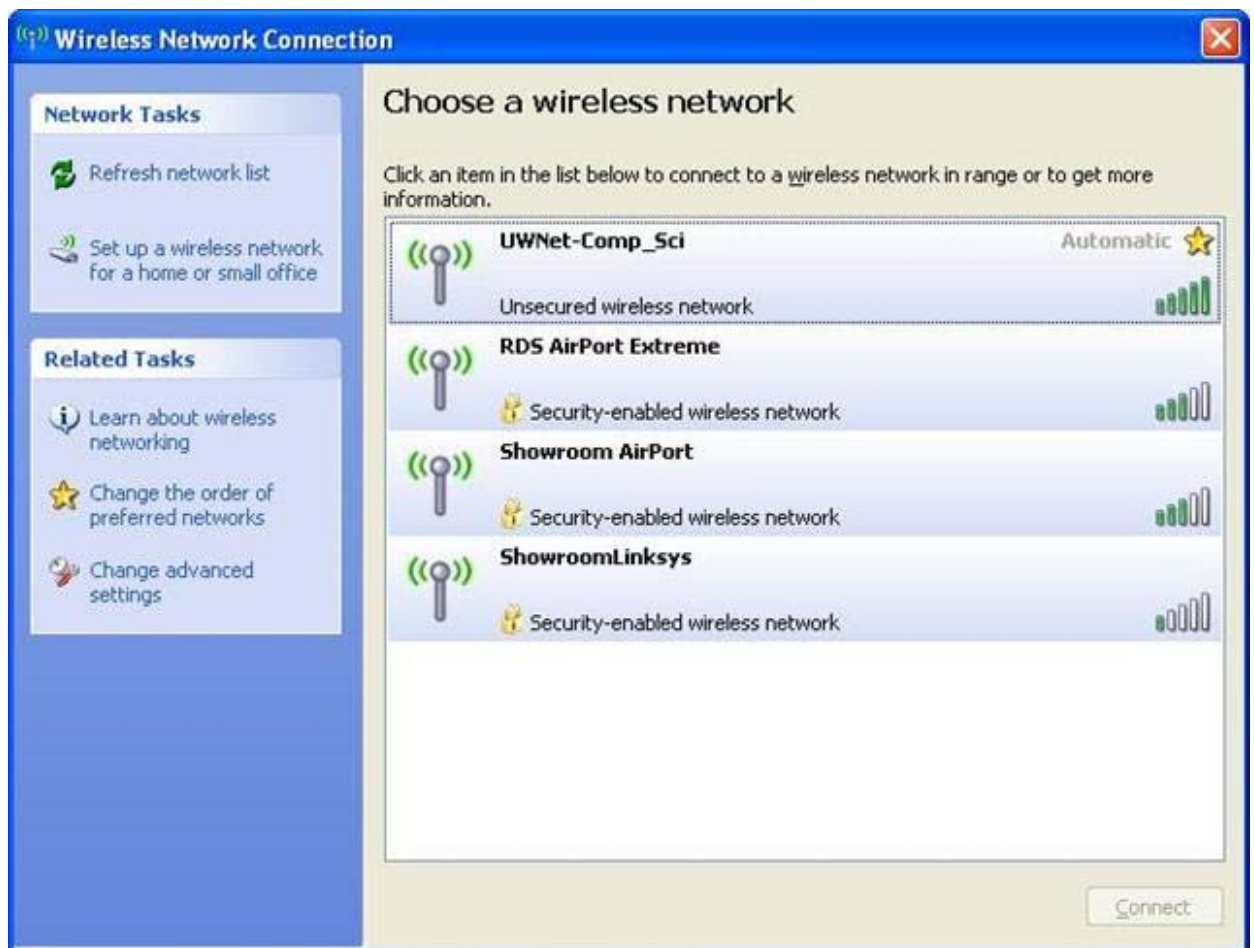 Wireless Network Connection
Network Tasks
Refresh network list
Set up a wireless network
for a home or small office
Related Tasks
Learn about wireless
networking
Change the order of
preferred networks
Change advanced
settings
Choose a wireless network
Click an item in the list below to connect to a wireless network in range or to get more
information.
UWNet-Comp_Sci
Automatic
Unsecured wireless network
RDS AirPort Extreme
Security-enabled wireless network
Showroom AirPort
Security-enabled wireless network
ShowroomLinksys
Security-enabled wireless network
Connect